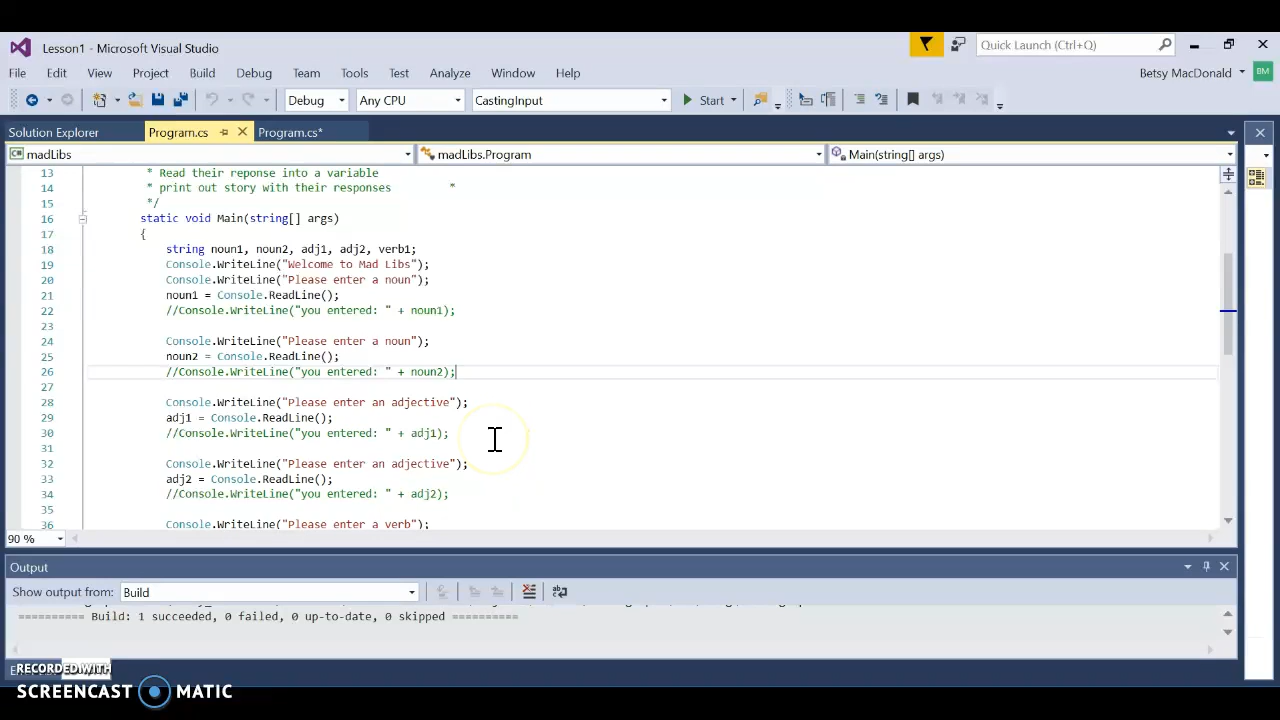 Lesson1 - Microsoft Visual Studio
Quick Launch (Ctrl+Q)
File Edit View Project Build Debug Team Tools Test Analyze Window Help
Betsy MacDonald BM
Debug Any CPU CastingInput Start
Solution Explorer Program.cs Program.cs*
madLibs madLibs.Program Main(string[] args)
13 * Read their reponse into a variable
14 * print out story with their responses *
15 */
16 static void Main(string[] args)
17 {
18 string noun1, noun2, adj1, adj2, verb1;
19 Console.WriteLine("Welcome to Mad Libs");
20 Console.WriteLine("Please enter a noun");
21 noun1 = Console.ReadLine();
22 //Console.WriteLine("you entered: " + noun1);
23
24 Console.WriteLine("Please enter a noun");
25 noun2 = Console.ReadLine();
26 //Console.WriteLine("you entered: " + noun2);
27
28 Console.WriteLine("Please enter an adjective");
29 adj1 = Console.ReadLine();
30 //Console.WriteLine("you entered: " + adj1);
31
32 Console.WriteLine("Please enter an adjective");
33 adj2 = Console.ReadLine();
34 //Console.WriteLine("you entered: " + adj2);
35
36 Console.WriteLine("Please enter a verb");
90 %
Output
Show output from: Build
========== Build: 1 succeeded, 0 failed, 0 up-to-date, 0 skipped ==========
RECORDED WITH
SCREENCAST MATIC